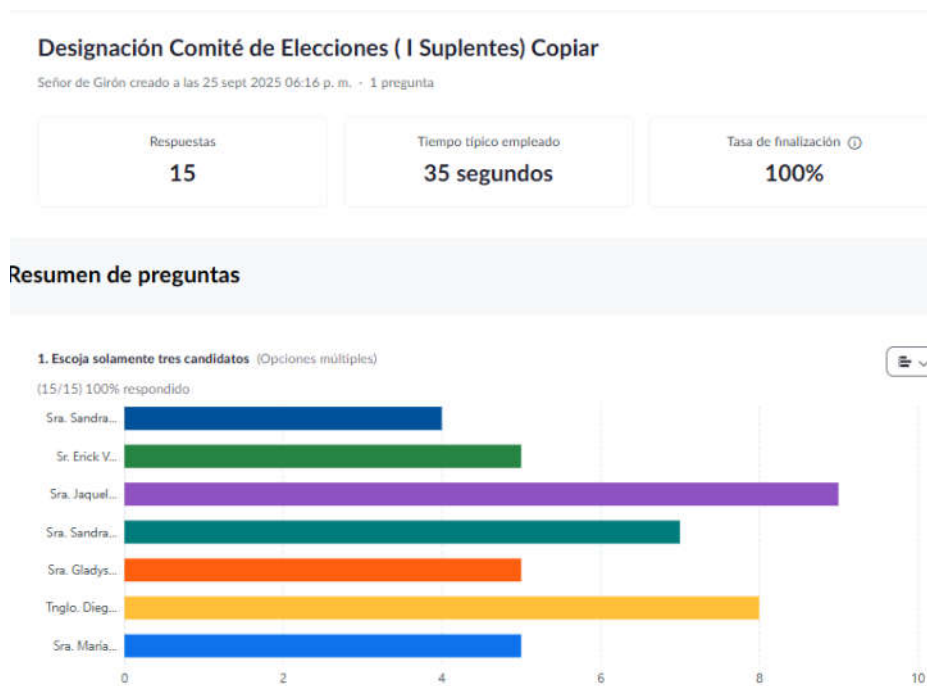 Designación Comité de Elecciones ( I Suplentes) Copiar
Señor de Girón creado a las 25 sept 2025 06:16 p. m. · 1 pregunta
Respuestas
15
Tiempo típico empleado
35 segundos
Tasa de finalización
100%
Resumen de preguntas
1. Escoja solamente tres candidatos (Opciones múltiples)
(15/15) 100% respondido
Sra. Sandra...
Sr. Erick V...
Sra. Jaquel...
Sra. Sandra...
Sra. Gladys...
Tnglo. Dieg...
Sra. María...
0 2 4 6 8 10